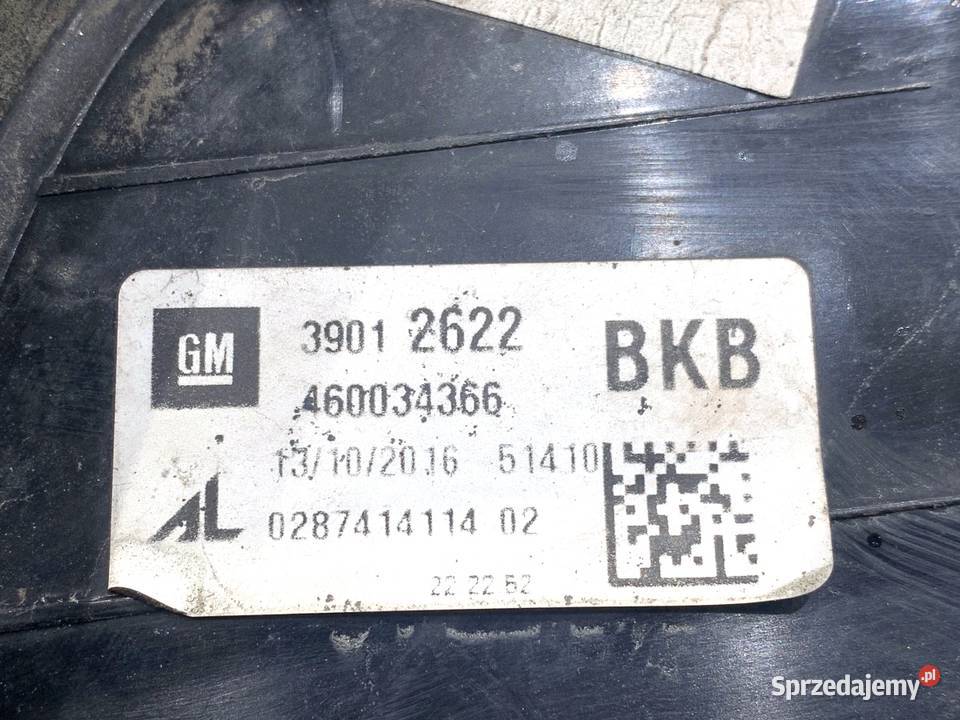 GM
3901 2622
BKB
460034366
13/10/2016 51410
AL
0287414114 02
22 22 52
Sprzedajemy.pl